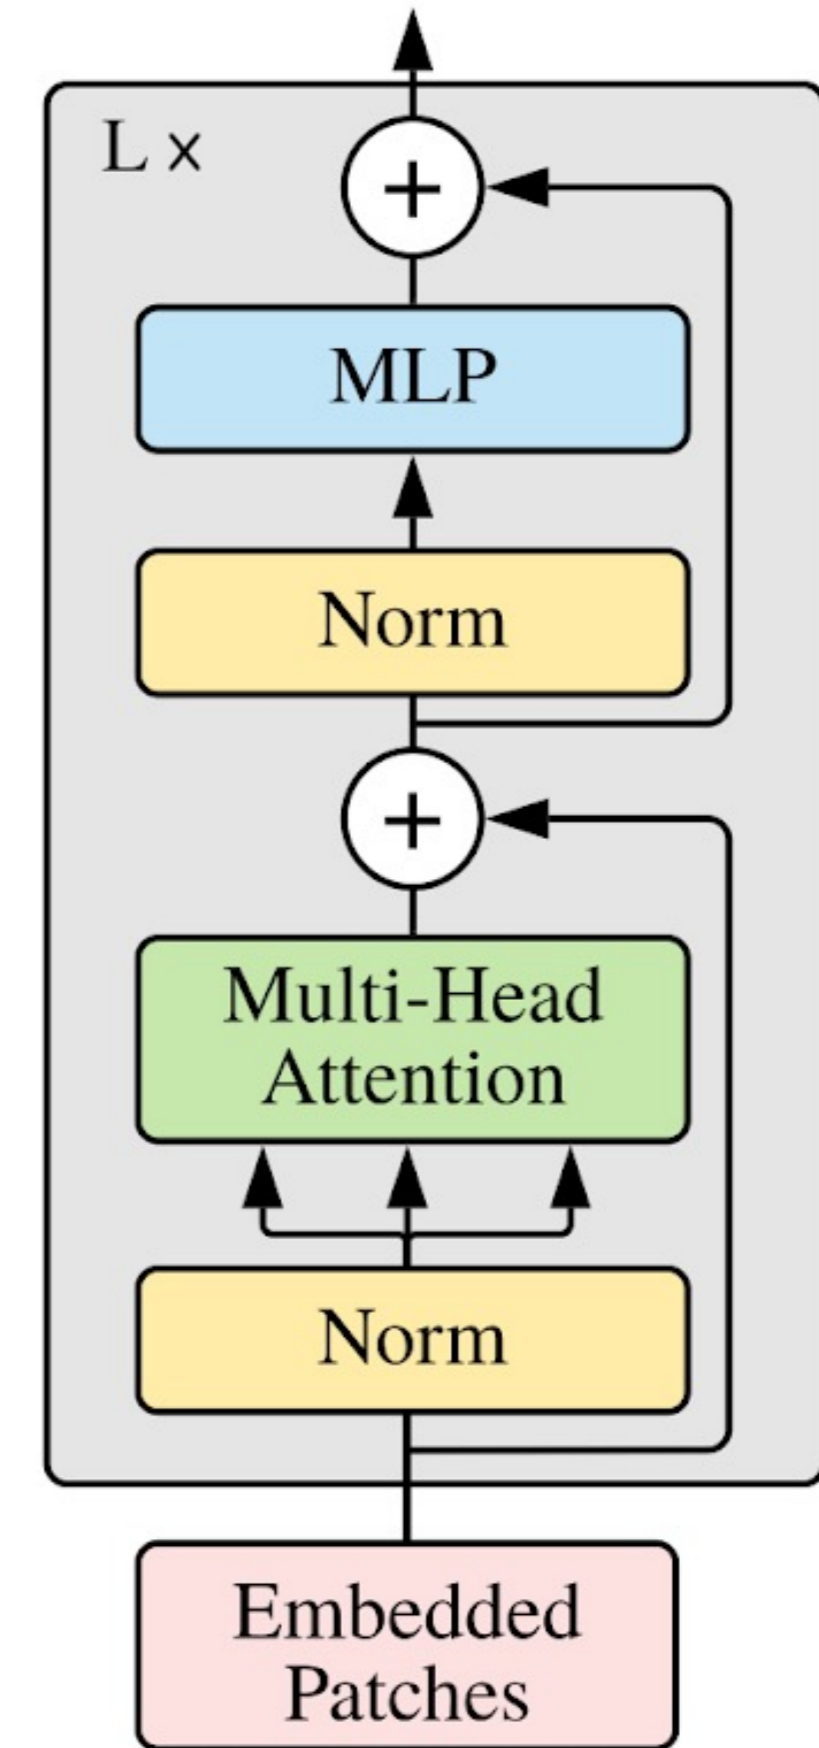 L ×
+
MLP
Norm
+
Multi-Head
Attention
Norm
Embedded
Patches